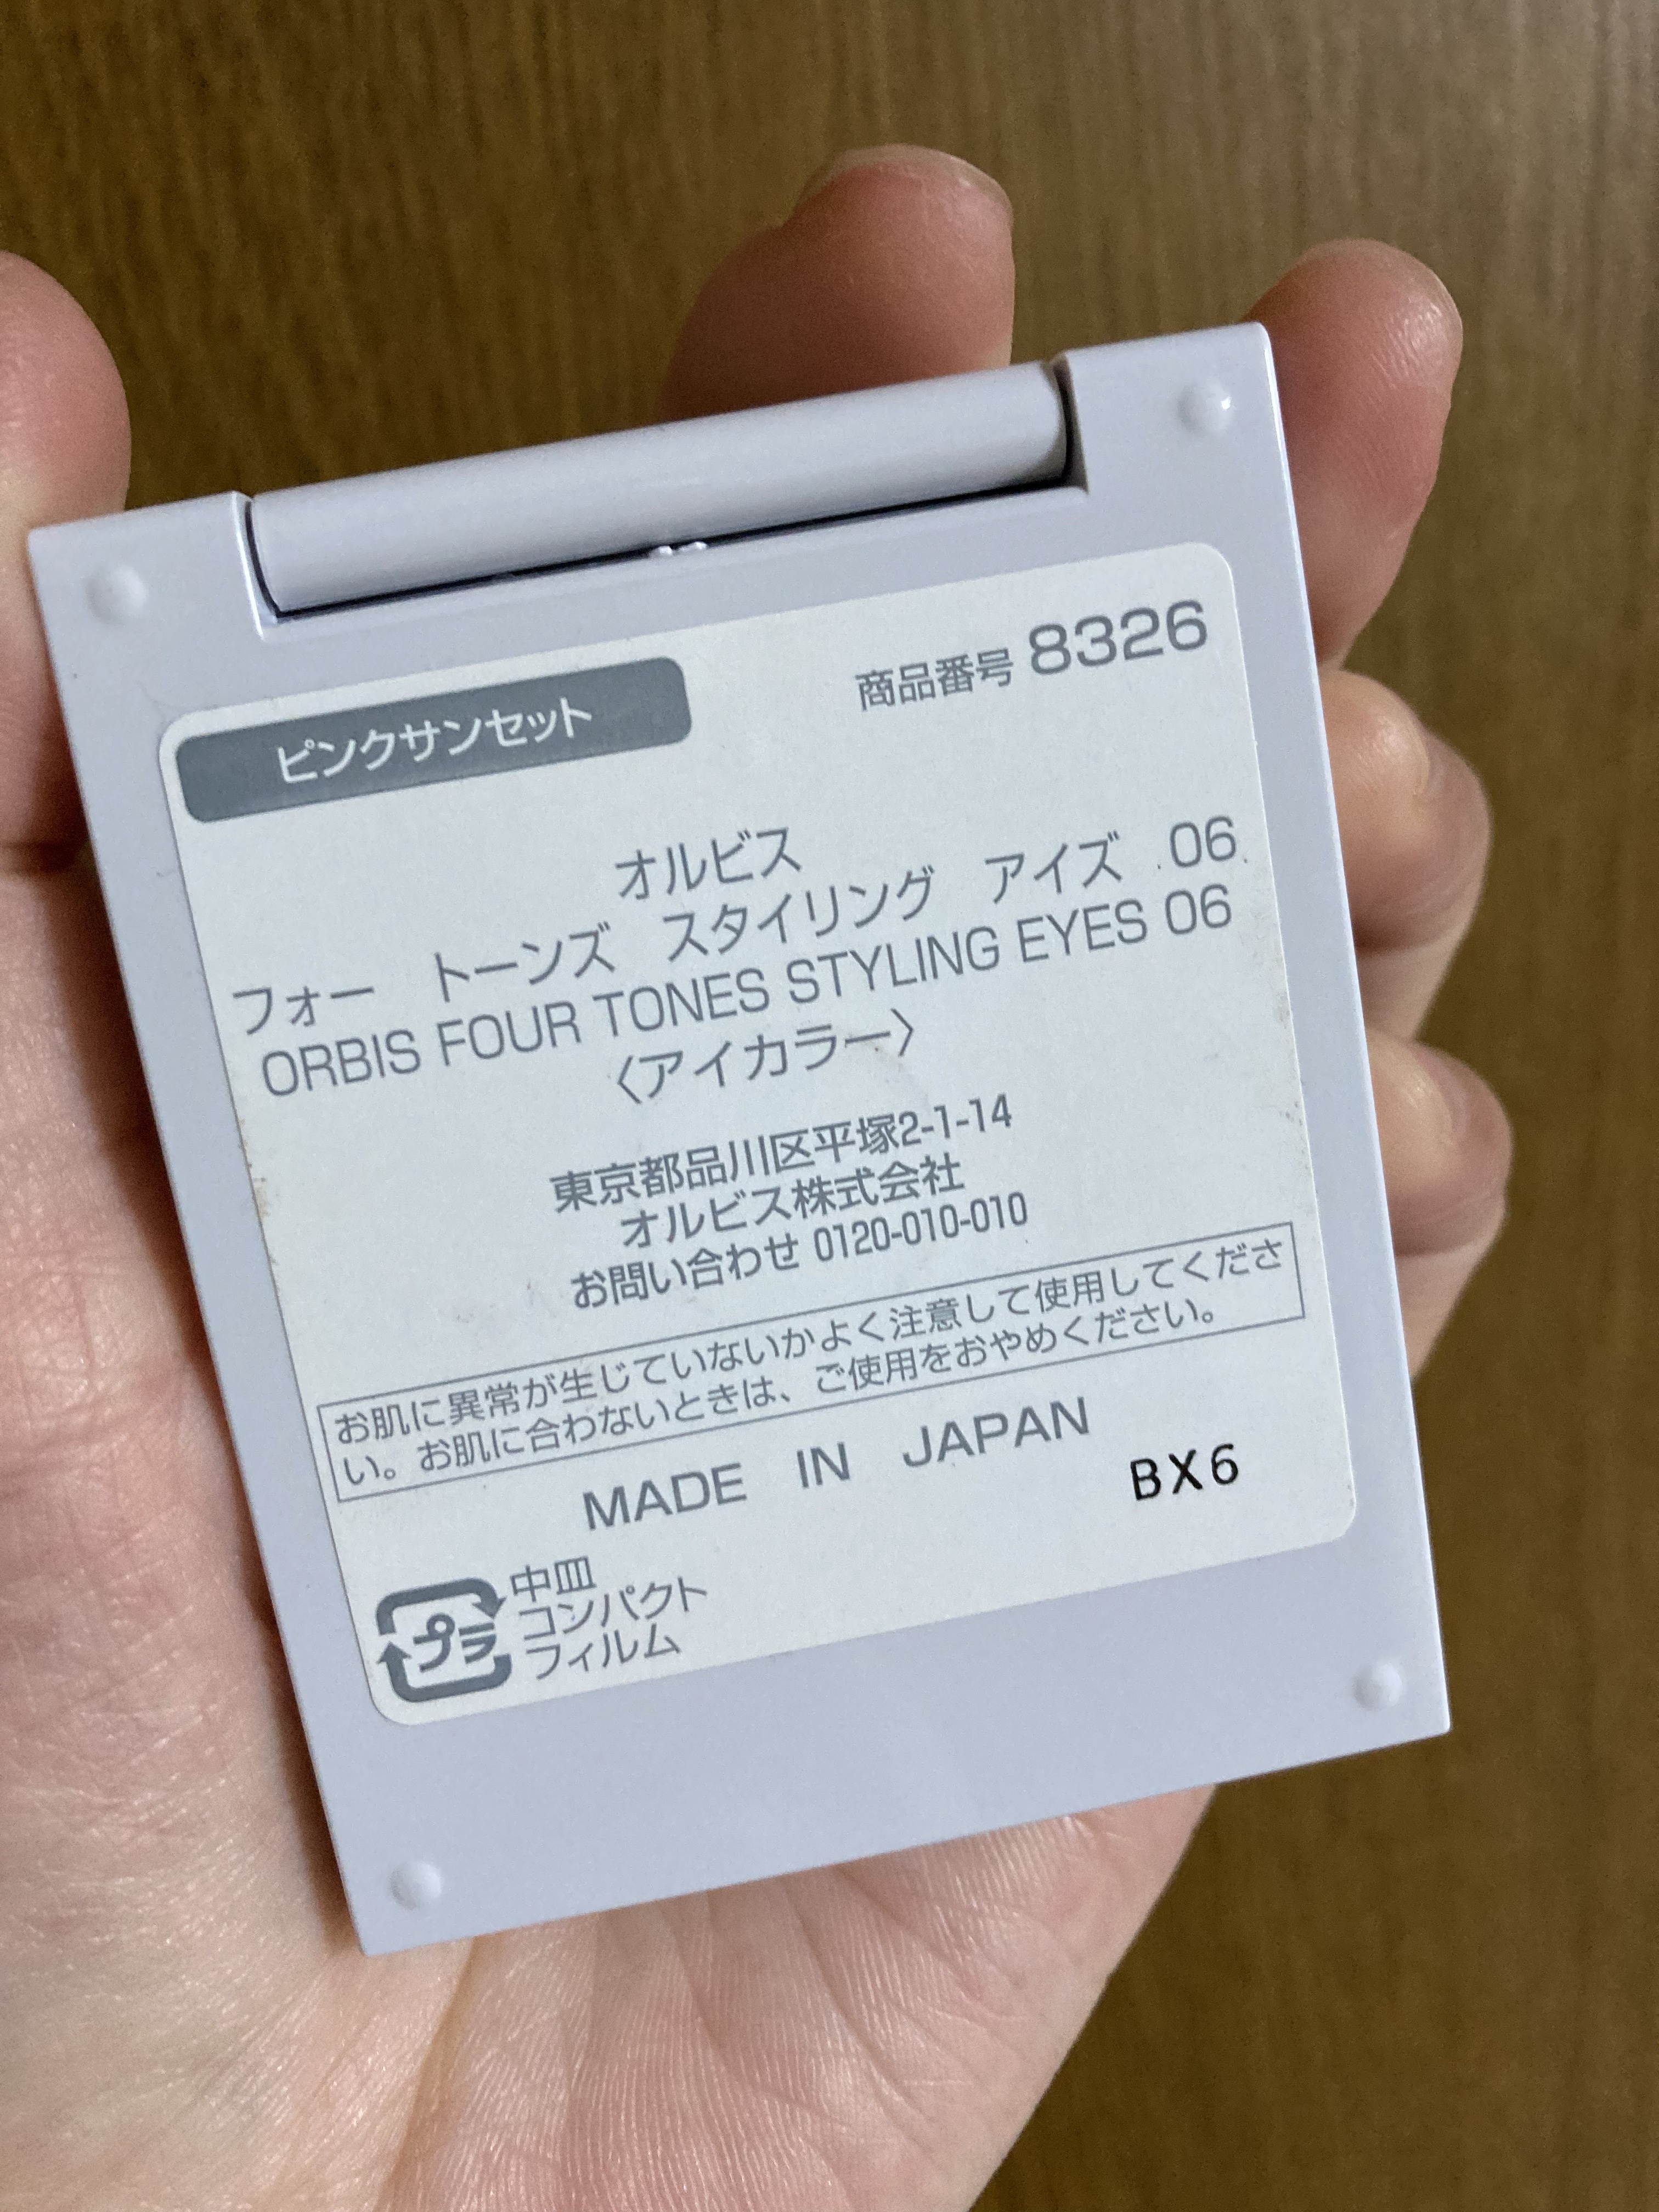 ピンクサンセット
商品番号 8326
オルビス
フォー トーンズ スタイリング アイズ 06
ORBIS FOUR TONES STYLING EYES 06
〈アイカラー〉
東京都品川区平塚2-1-14
オルビス株式会社
お問い合わせ 0120-010-010
お肌に異常が生じていないかよく注意して使用してくださ
い。お肌に合わないときは、ご使用をおやめください。
MADE IN JAPAN
BX6
プラ
中皿
コンパクト
フィルム